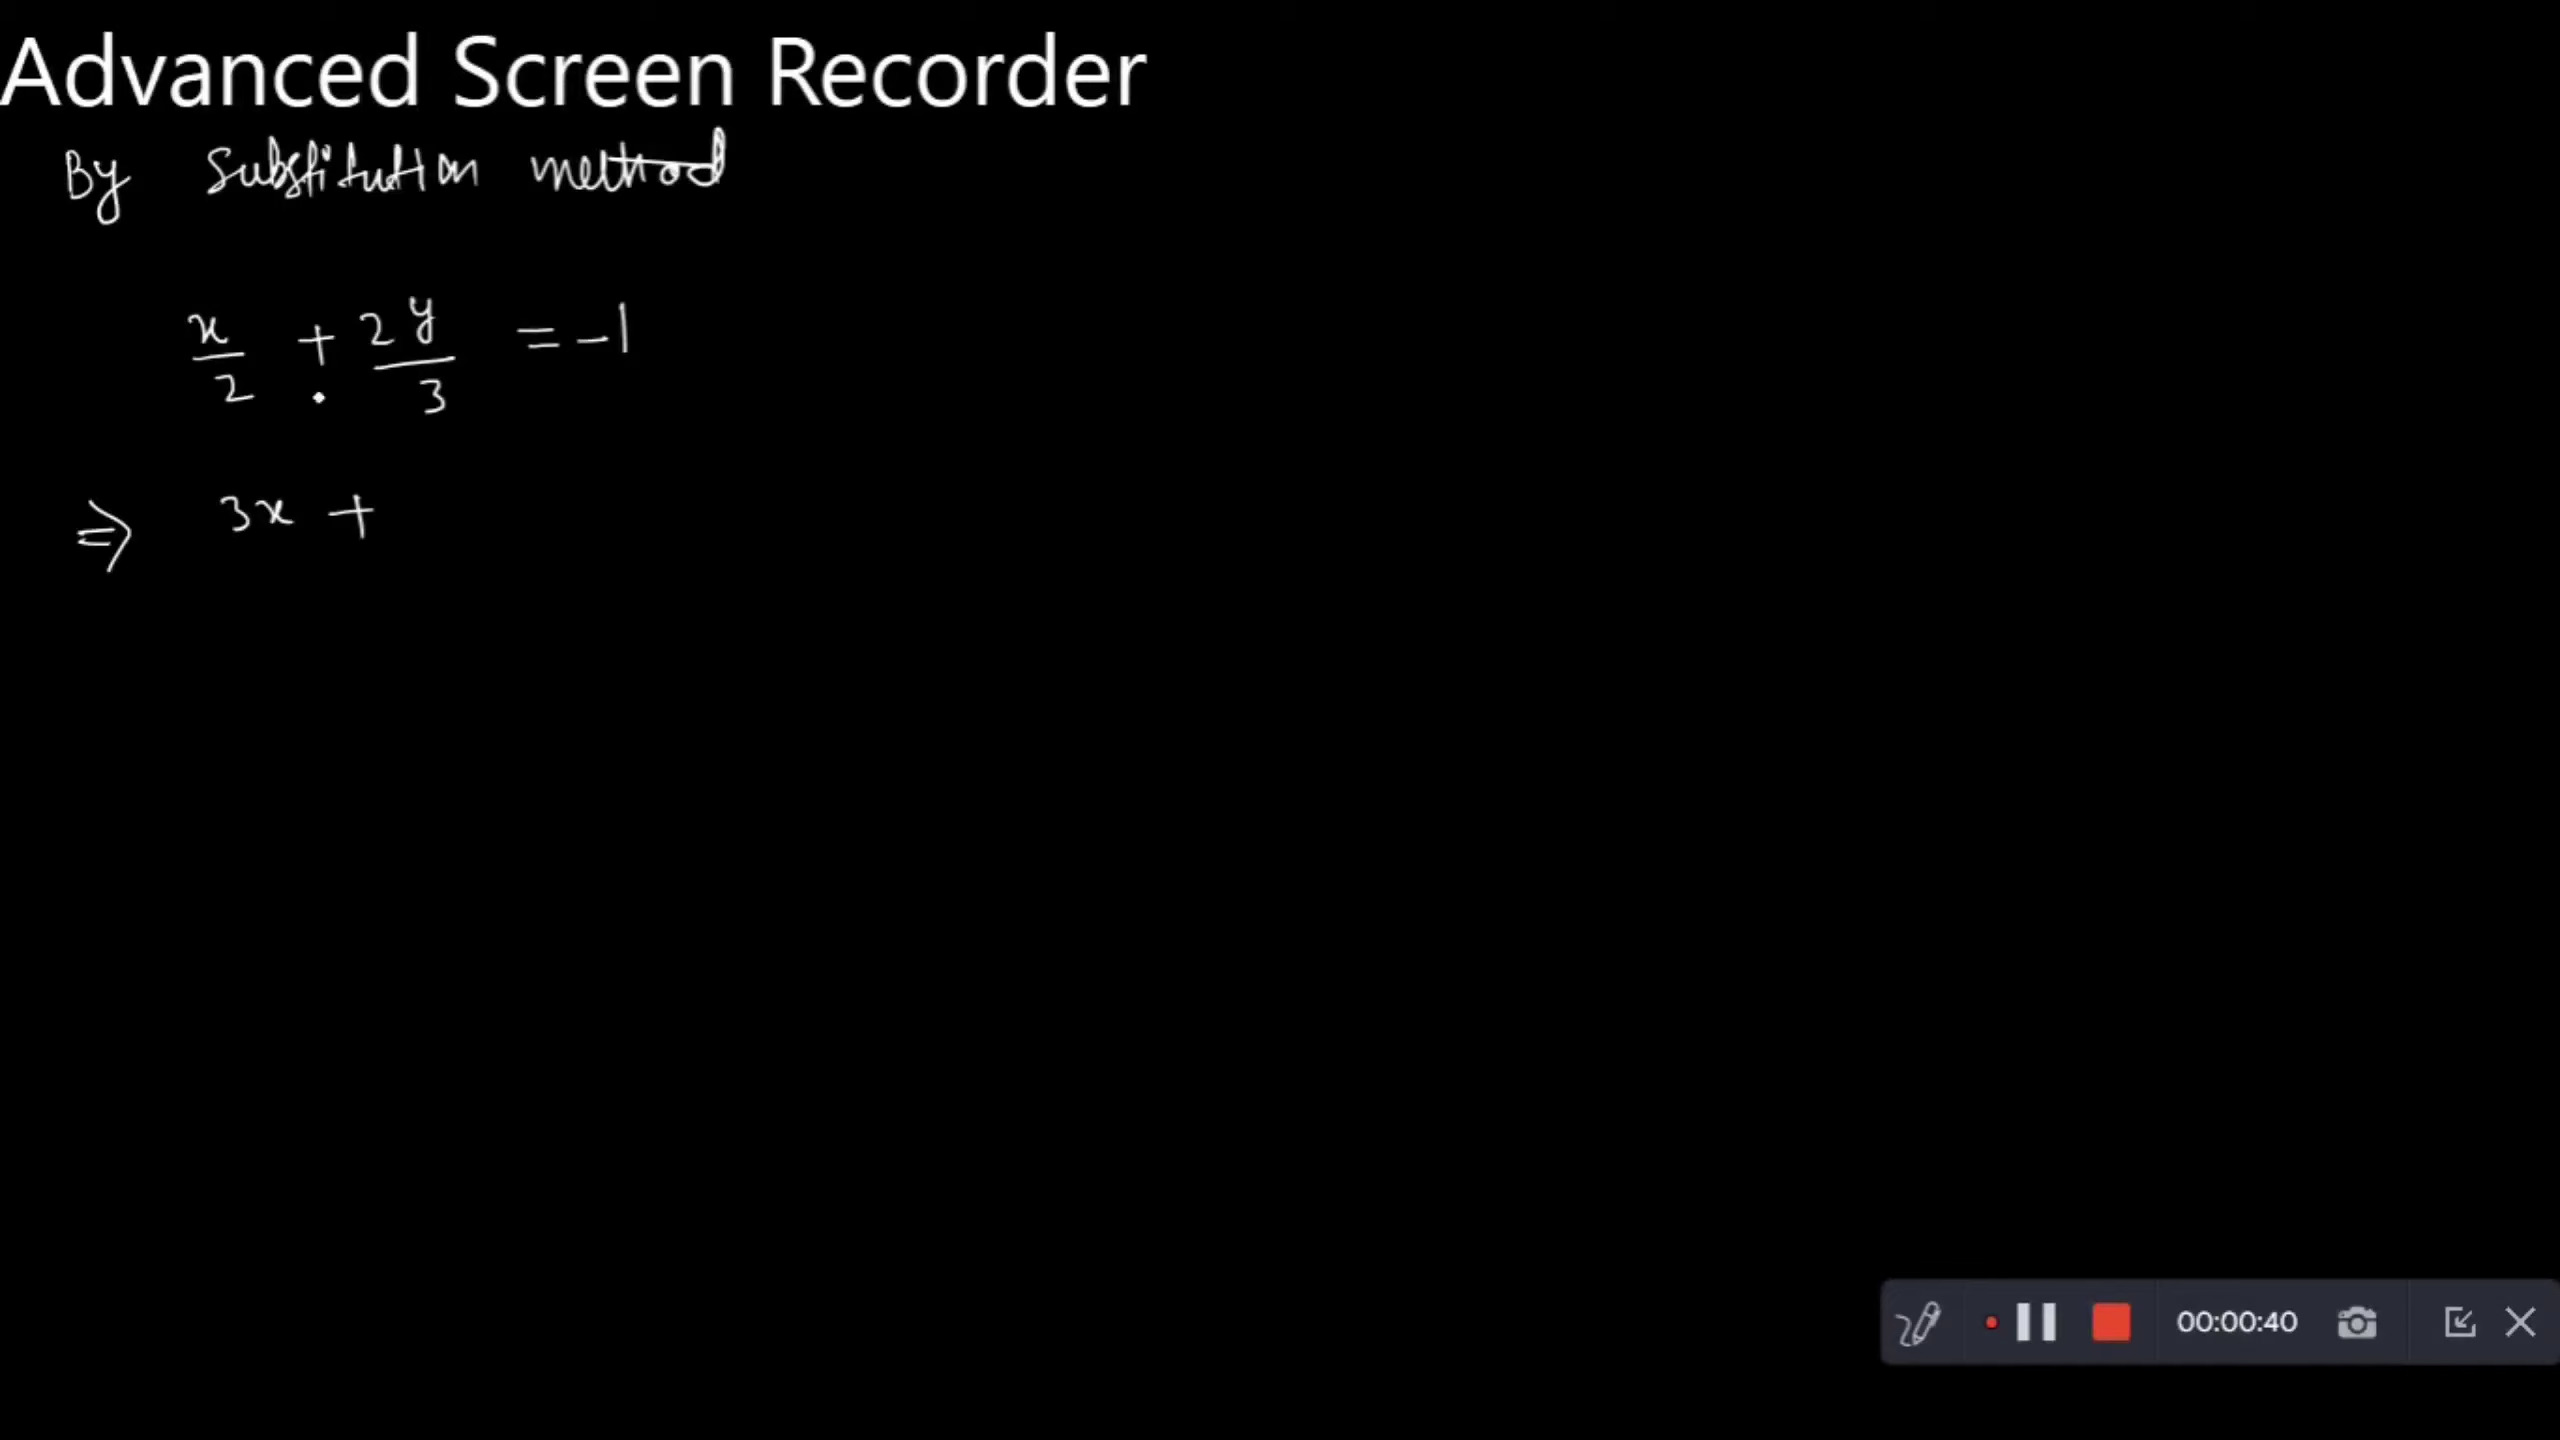 Advanced Screen Recorder
By Substitution method
x/2 + 2y/3 = -1
⇒ 3x +
00:00:40